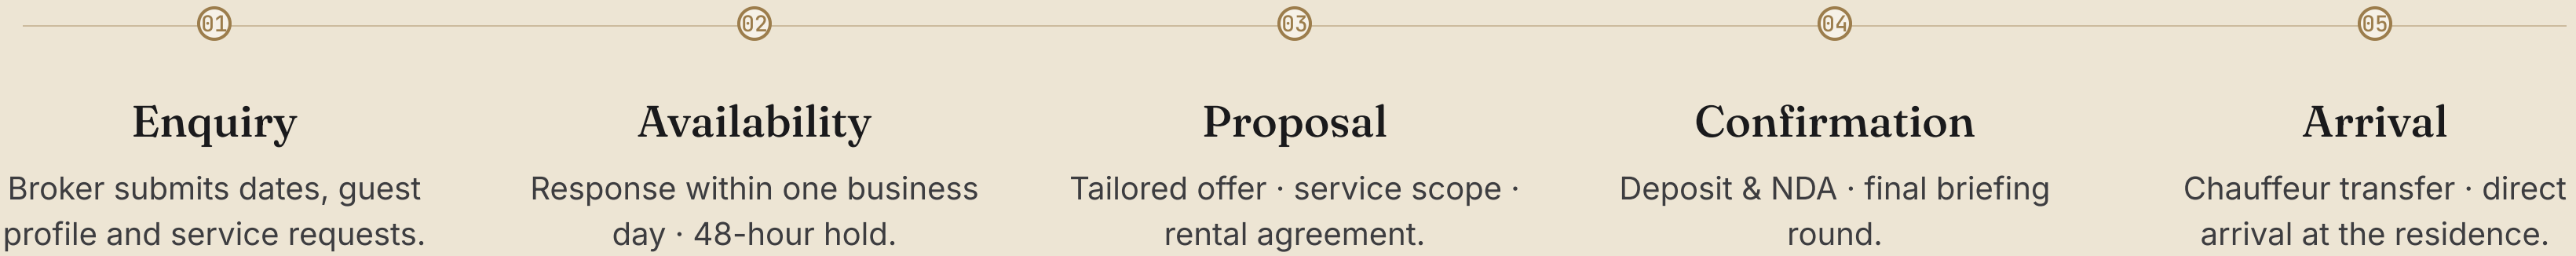 01
Enquiry
Broker submits dates, guest
profile and service requests.
02
Availability
Response within one business
day · 48-hour hold.
03
Proposal
Tailored offer · service scope ·
rental agreement.
04
Confirmation
Deposit & NDA · final briefing
round.
05
Arrival
Chauffeur transfer · direct
arrival at the residence.